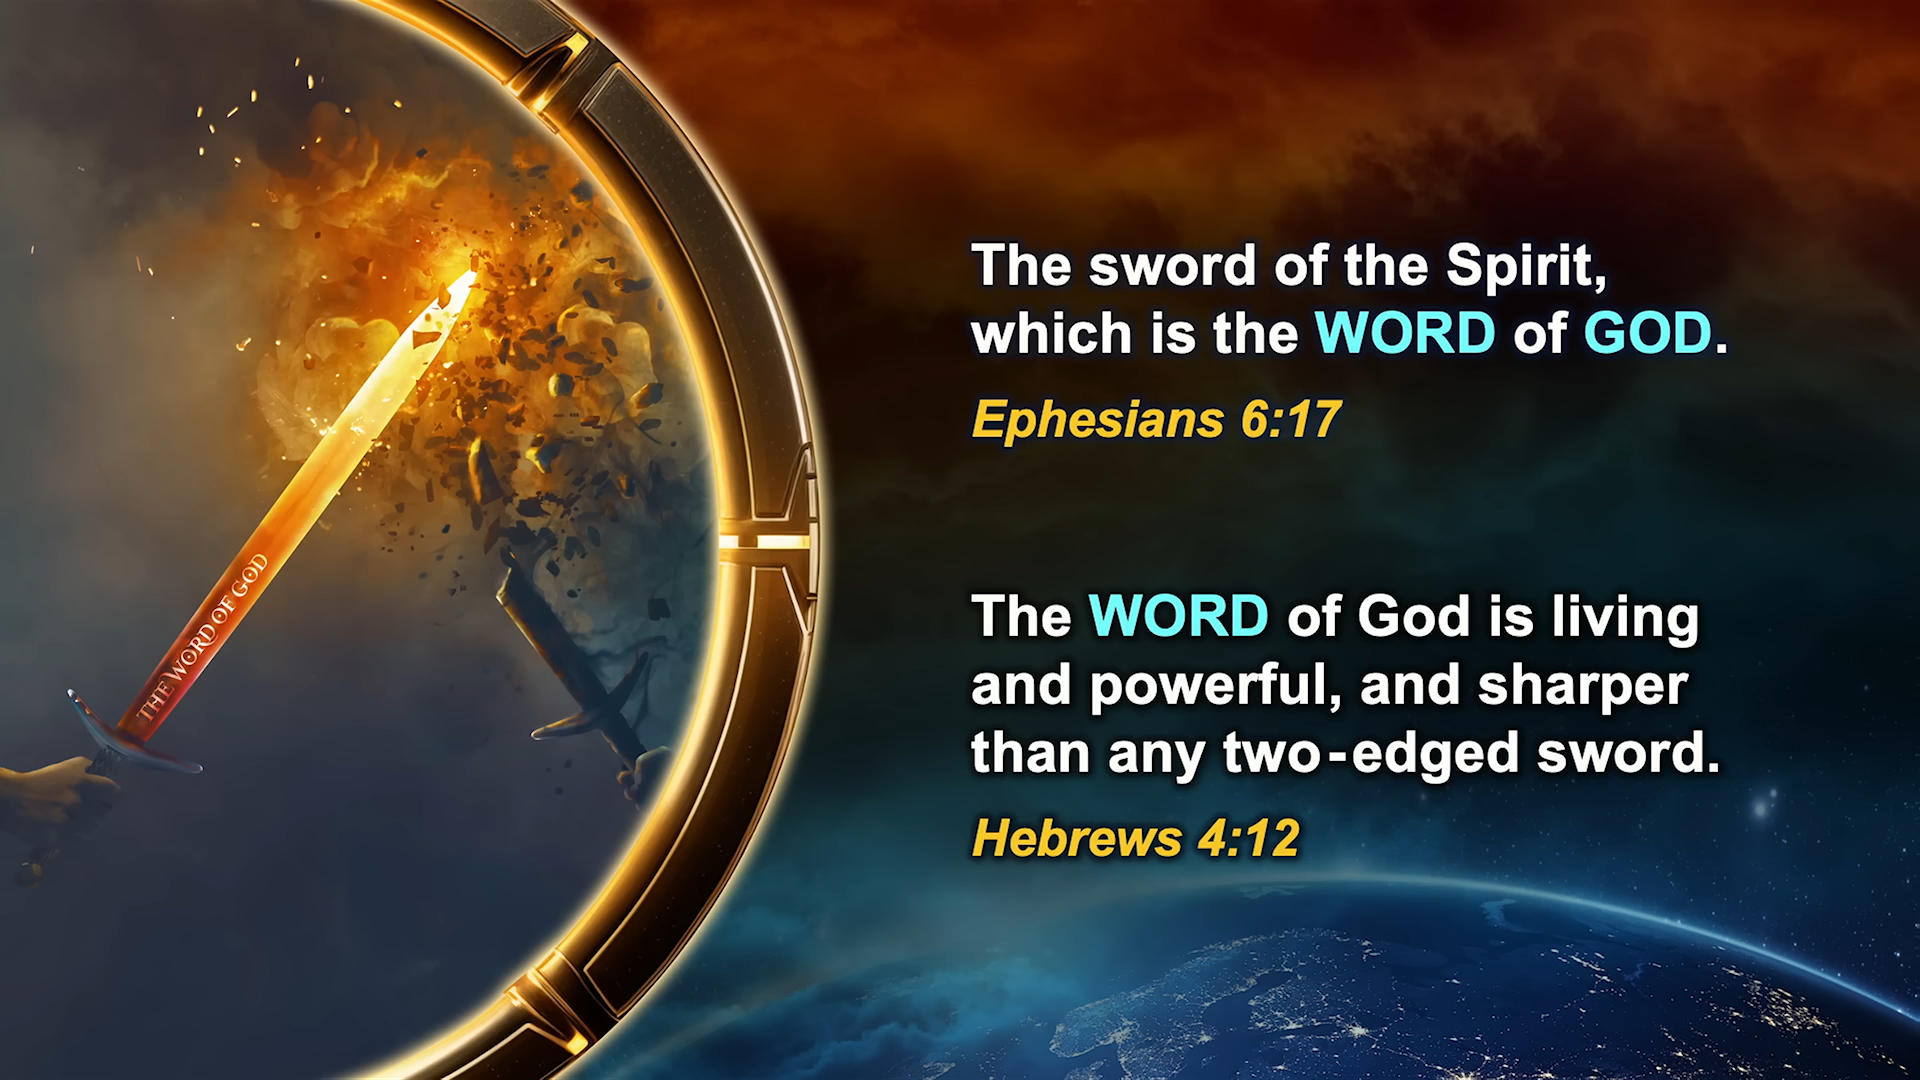 THE WORD OF GOD
The sword of the Spirit,
which is the WORD of GOD.
Ephesians 6:17
The WORD of God is living
and powerful, and sharper
than any two-edged sword.
Hebrews 4:12